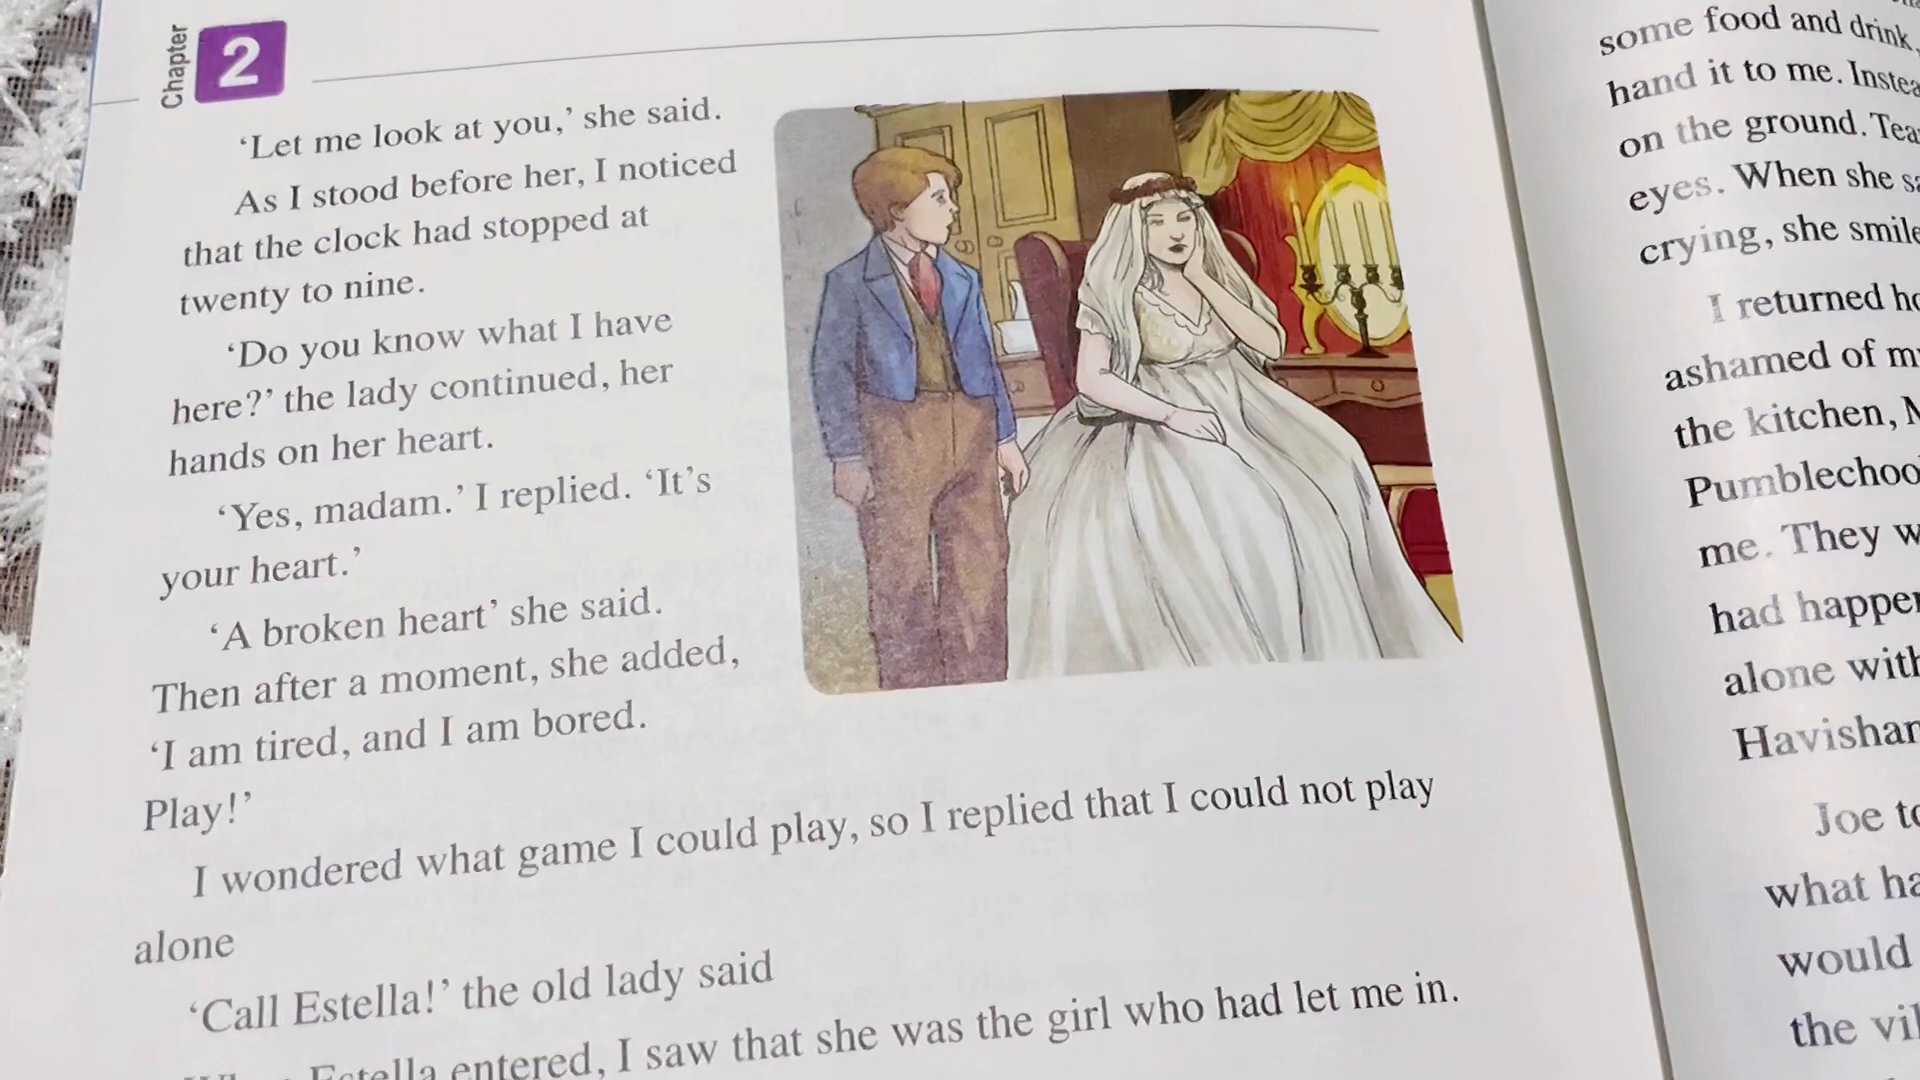 Chapter
2
‘Let me look at you,’ she said.
As I stood before her, I noticed
that the clock had stopped at
twenty to nine.
‘Do you know what I have
here?’ the lady continued, her
hands on her heart.
‘Yes, madam.’ I replied. ‘It’s
your heart.’
‘A broken heart’ she said.
Then after a moment, she added,
‘I am tired, and I am bored.
Play!’
I wondered what game I could play, so I replied that I could not play
alone
‘Call Estella!’ the old lady said
Estella entered, I saw that she was the girl who had let me in.
some food and drink,
hand it to me.
on the ground.
eyes. When she
crying, she
I returned
ashamed of
the kitchen,
me. They
had
alone with
Joe
what
would
the